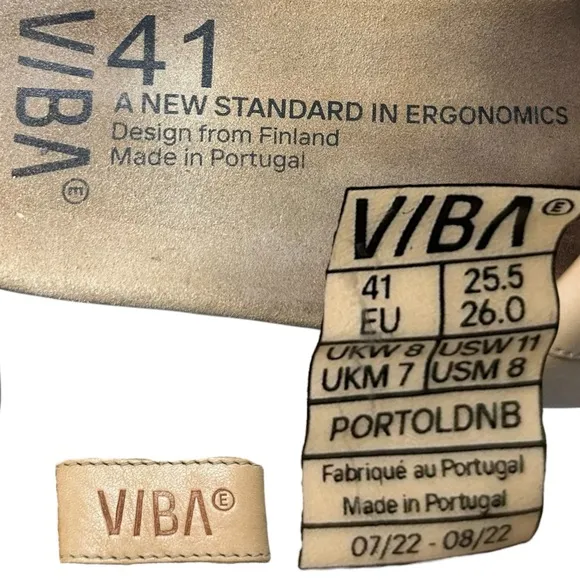 VIBA
E
41
A NEW STANDARD IN ERGONOMICS
Design from Finland
Made in Portugal
VIBA E
41 25.5
EU 26.0
UKW 8 USW 11
UKM 7 USM 8
PORTOLDNB
Fabriqué au Portugal
Made in Portugal
07/22 - 08/22
VIBA E